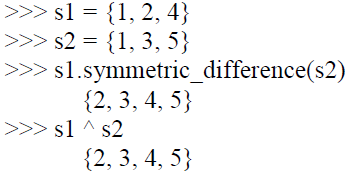 >>> s1 = {1, 2, 4}
>>> s2 = {1, 3, 5}
>>> s1.symmetric_difference(s2)
{2, 3, 4, 5}
>>> s1 ^ s2
{2, 3, 4, 5}